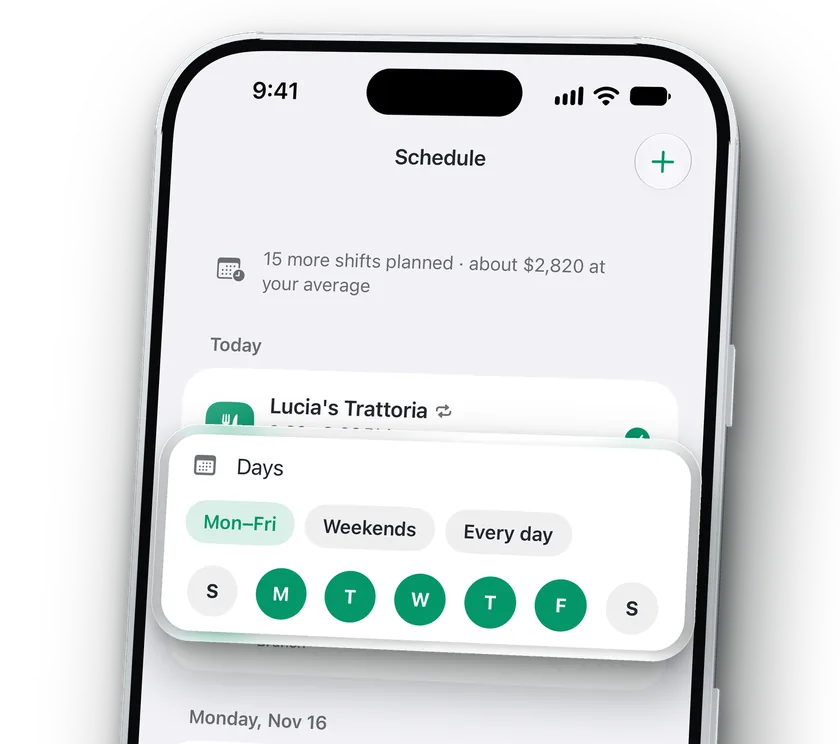 9:41
Schedule
15 more shifts planned · about $2,820 at
your average
Today
Lucia's Trattoria
Days
Mon–Fri
Weekends
Every day
S M T W T F S
Monday, Nov 16